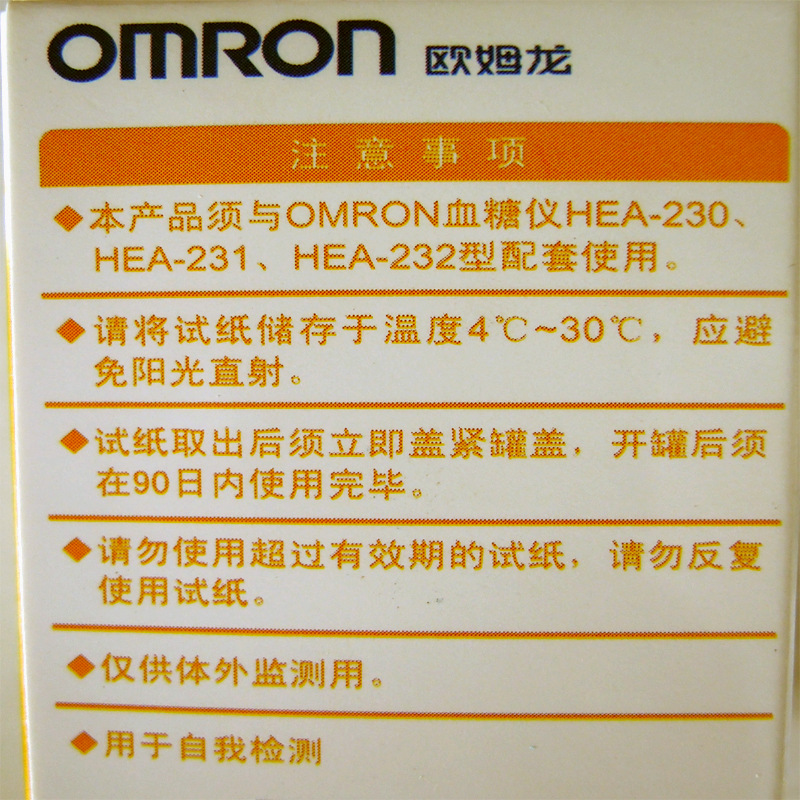 OMRON 欧姆龙
注意事项
◆本产品须与OMRON血糖仪HEA-230、
HEA-231、HEA-232型配套使用。
◆请将试纸储存于温度4℃~30℃，应避
免阳光直射。
◆试纸取出后须立即盖紧罐盖，开罐后须
在90日内使用完毕。
◆请勿使用超过有效期的试纸，请勿反复
使用试纸。
◆仅供体外监测用。
◆用于自我检测